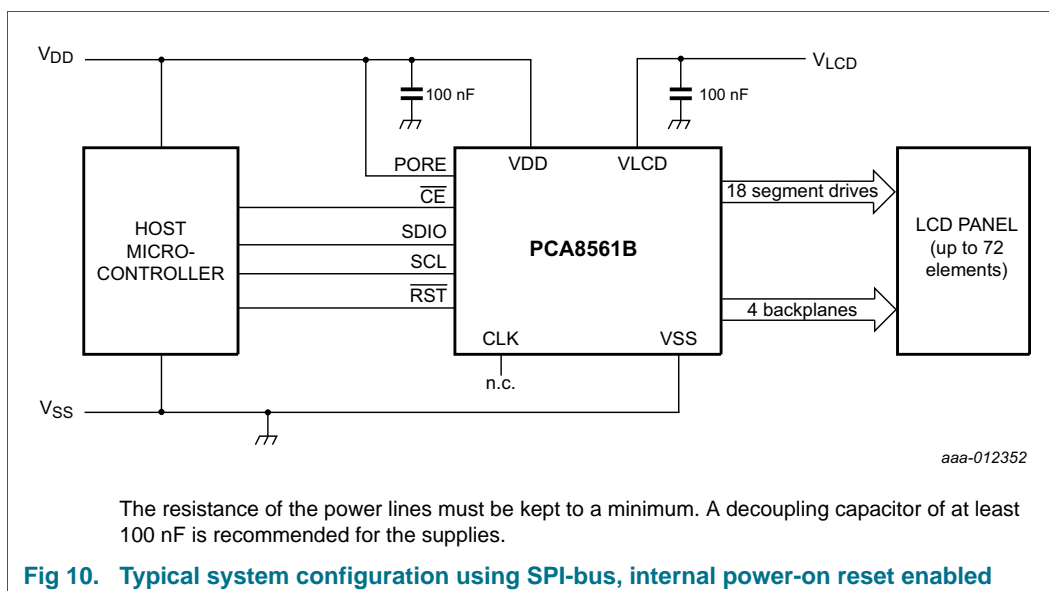 VDD
VLCD
100 nF
100 nF
PORE
VDD
VLCD
CE
18 segment drives
HOST
MICRO-
CONTROLLER
SDIO
PCA8561B
LCD PANEL
(up to 72
elements)
SCL
RST
4 backplanes
CLK
VSS
n.c.
VSS
aaa-012352
The resistance of the power lines must be kept to a minimum. A decoupling capacitor of at least
100 nF is recommended for the supplies.
Fig 10. Typical system configuration using SPI-bus, internal power-on reset enabled